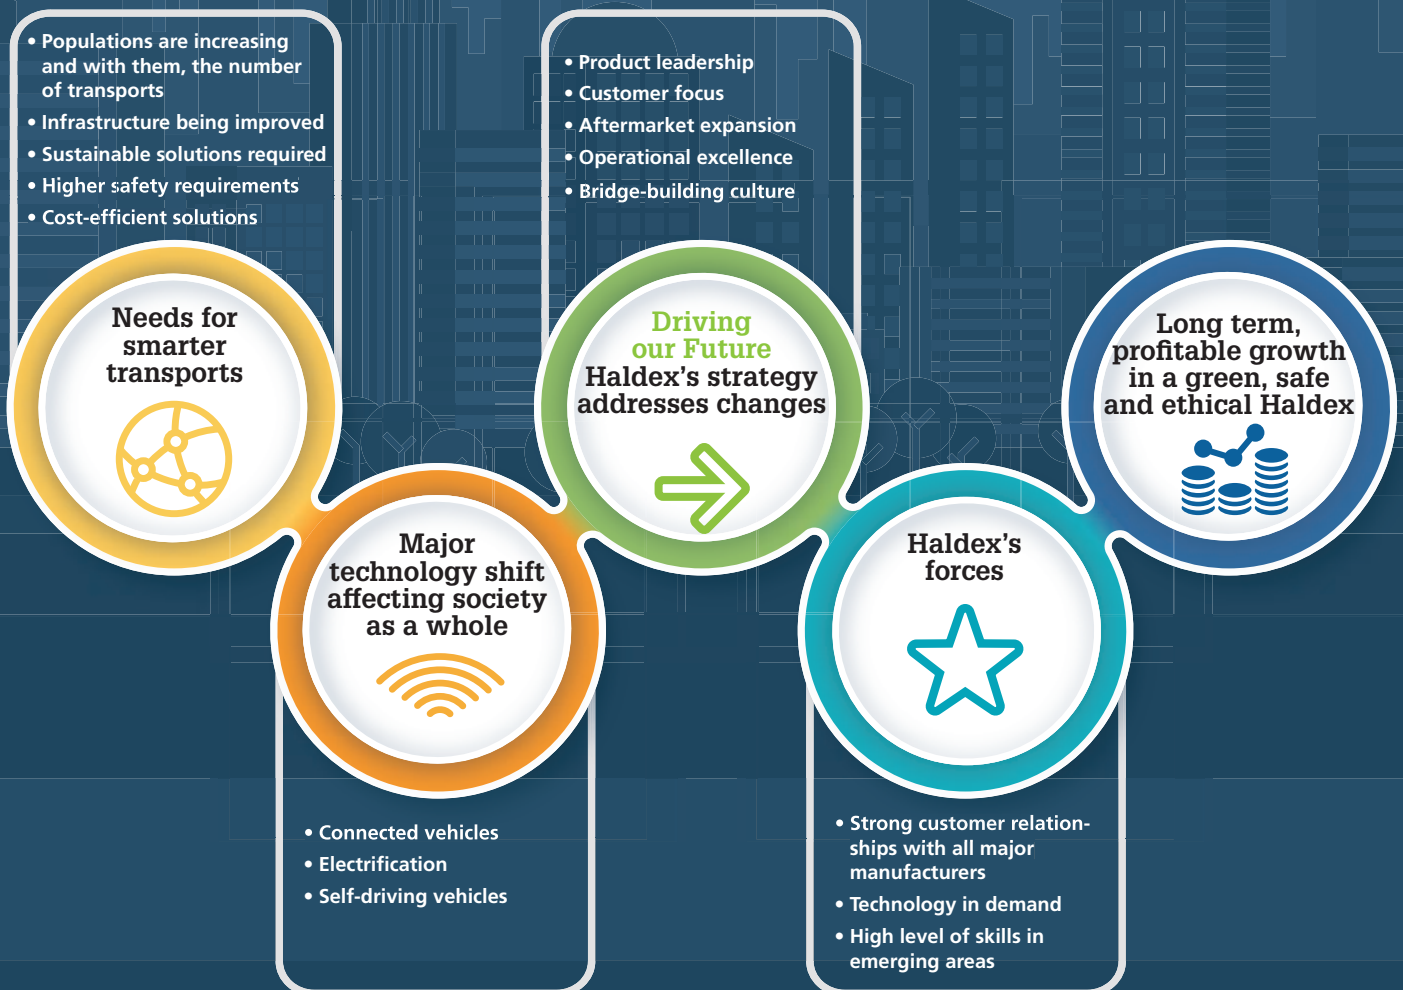 • Populations are increasing
and with them, the number
of transports
• Infrastructure being improved
• Sustainable solutions required
• Higher safety requirements
• Cost-efficient solutions
Needs for
smarter
transports
Major
technology shift
affecting society
as a whole
• Connected vehicles
• Electrification
• Self-driving vehicles
• Product leadership
• Customer focus
• Aftermarket expansion
• Operational excellence
• Bridge-building culture
Driving
our Future
Haldex’s strategy
addresses changes
Haldex’s
forces
• Strong customer relation-
ships with all major
manufacturers
• Technology in demand
• High level of skills in
emerging areas
Long term,
profitable growth
in a green, safe
and ethical Haldex